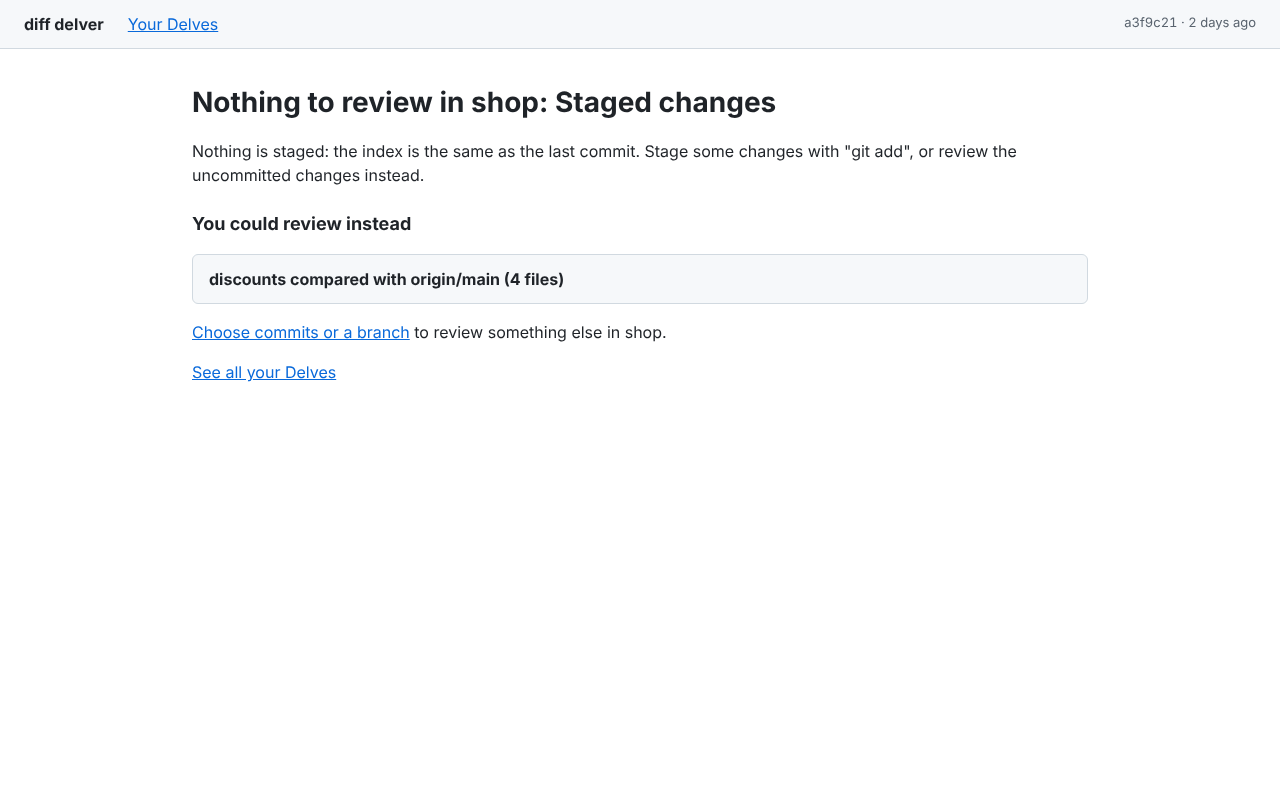 diff delver
Your Delves
a3f9c21 · 2 days ago
Nothing to review in shop: Staged changes
Nothing is staged: the index is the same as the last commit. Stage some changes with "git add", or review the
uncommitted changes instead.
You could review instead
discounts compared with origin/main (4 files)
Choose commits or a branch to review something else in shop.
See all your Delves